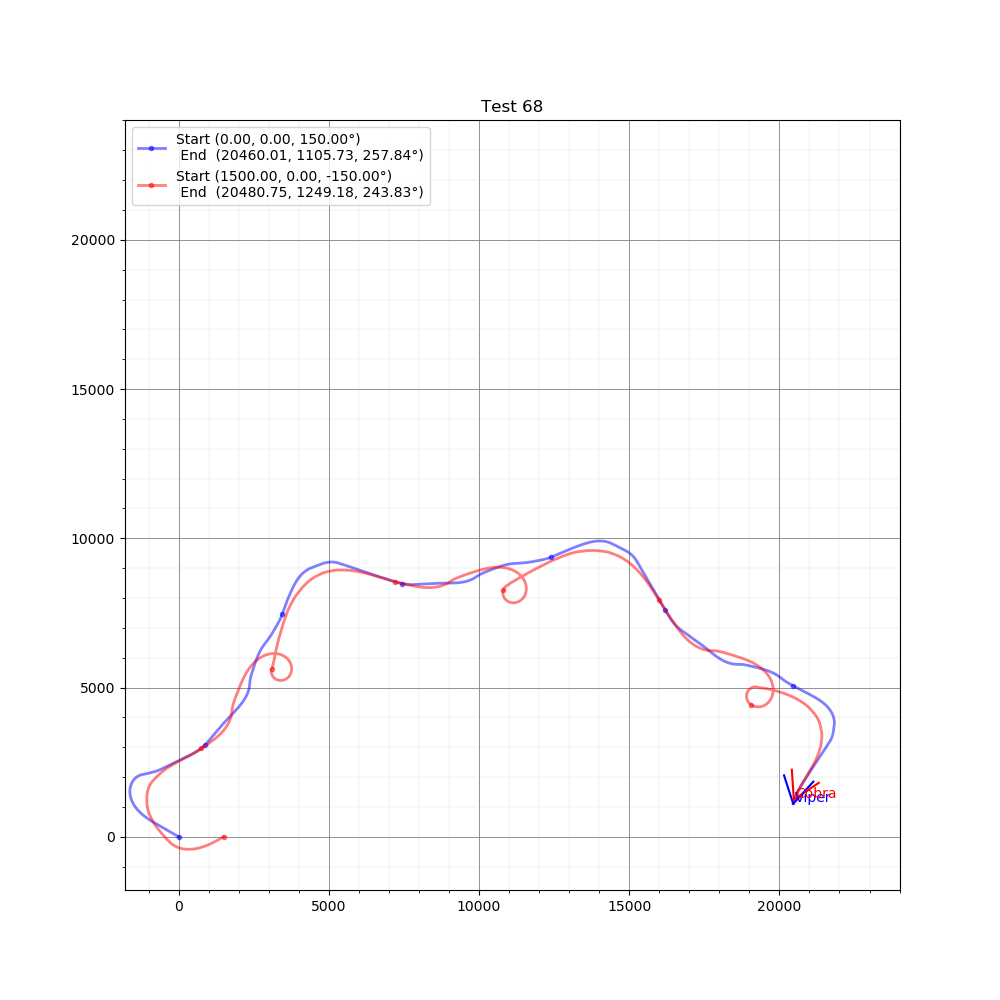 Test 68
Start (0.00, 0.00, 150.00°)
End  (20460.01, 1105.73, 257.84°)
Start (1500.00, 0.00, -150.00°)
End  (20480.75, 1249.18, 243.83°)
20000
15000
10000
5000
0
Cobra
Viper
0
5000
10000
15000
20000